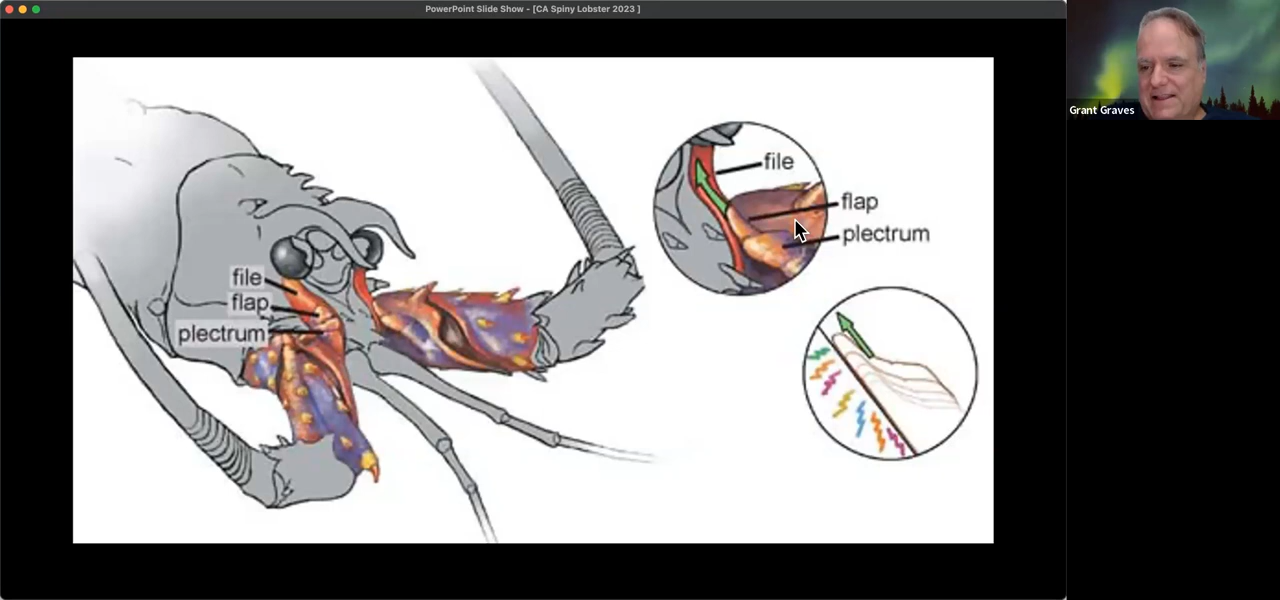 PowerPoint Slide Show - [CA Spiny Lobster 2023 ]
Grant Graves
file
flap
plectrum
file
flap
plectrum